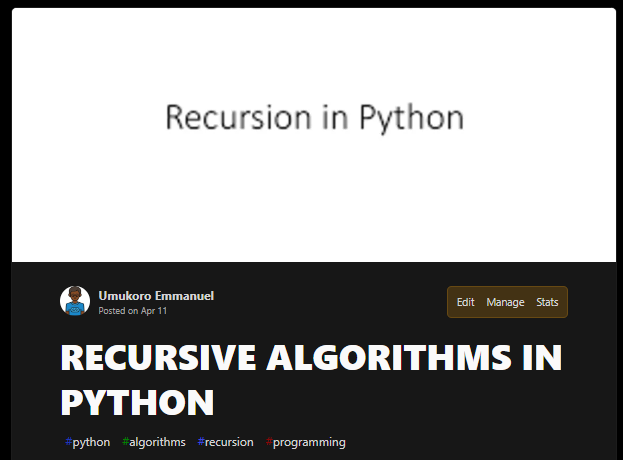 Recursion in Python
Umukoro Emmanuel
Posted on Apr 11
Edit Manage Stats
RECURSIVE ALGORITHMS IN
PYTHON
#python #algorithms #recursion #programming